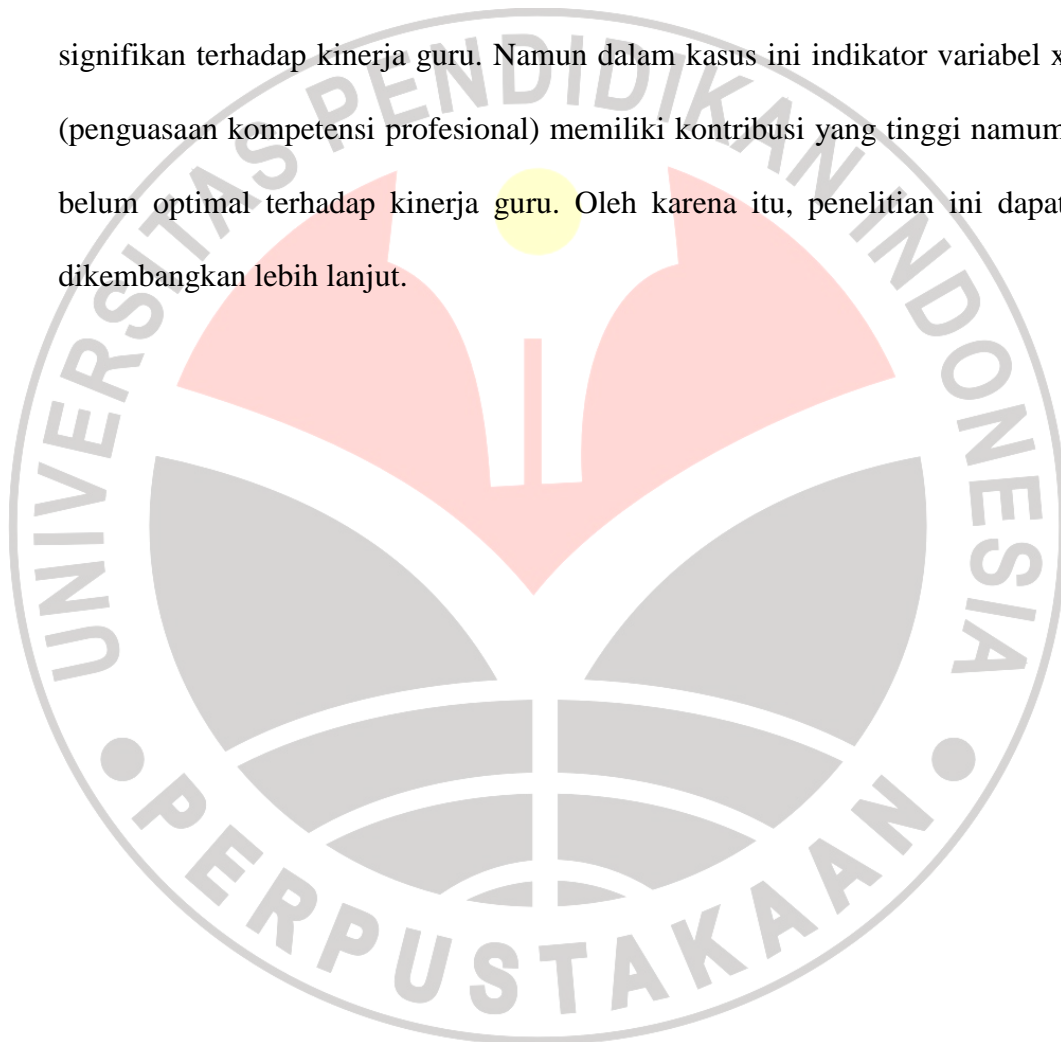 signifikan terhadap kinerja guru. Namun dalam kasus ini indikator variabel x
(penguasaan kompetensi profesional) memiliki kontribusi yang tinggi namum
belum optimal terhadap kinerja guru. Oleh karena itu, penelitian ini dapat
dikembangkan lebih lanjut.
UNIVERSITAS PENDIDIKAN INDONESIA
PERPUSTAKAAN